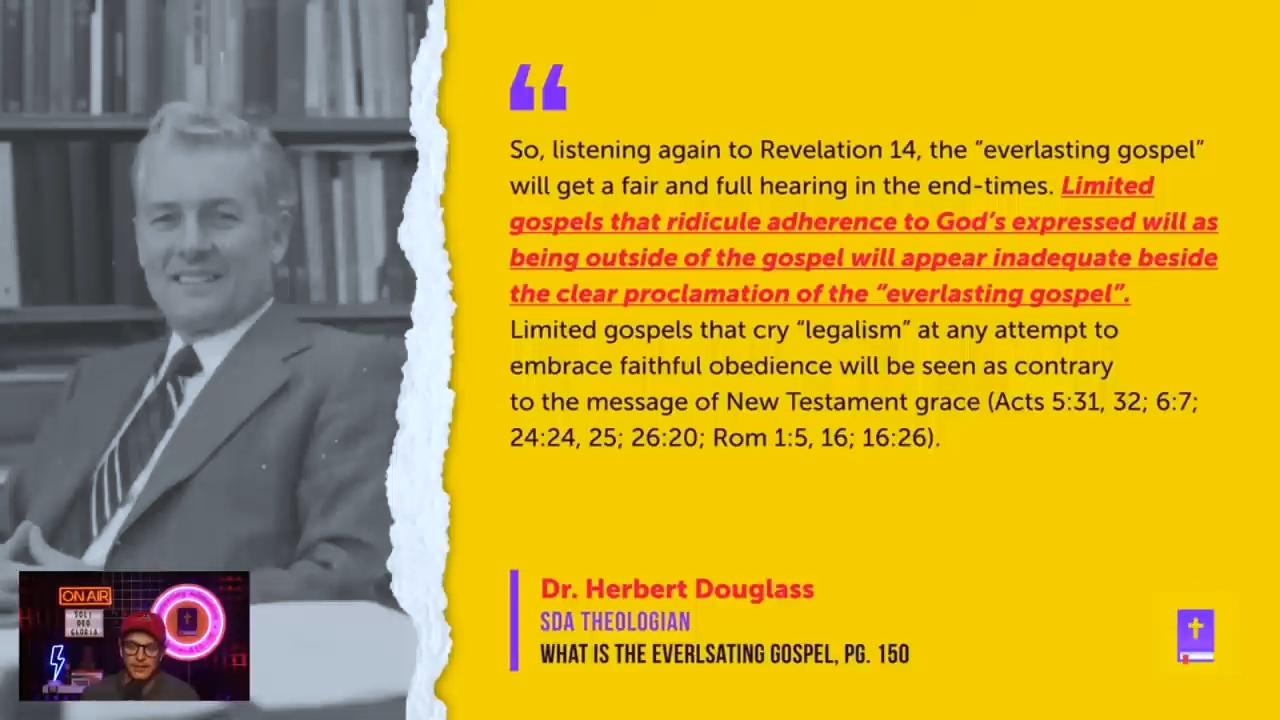 So, listening again to Revelation 14, the “everlasting gospel”
will get a fair and full hearing in the end-times. Limited
gospels that ridicule adherence to God’s expressed will as
being outside of the gospel will appear inadequate beside
the clear proclamation of the “everlasting gospel”.
Limited gospels that cry “legalism” at any attempt to
embrace faithful obedience will be seen as contrary
to the message of New Testament grace (Acts 5:31, 32; 6:7;
24:24, 25; 26:20; Rom 1:5, 16; 16:26).
Dr. Herbert Douglass
SDA THEOLOGIAN
WHAT IS THE EVERLSATING GOSPEL, PG. 150
ON AIR
SOLI
DEO
GLORIA